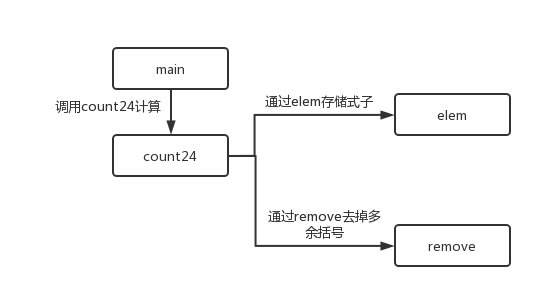 main
调用count24计算
count24
通过elem存储式子
elem
通过remove去掉多
余括号
remove